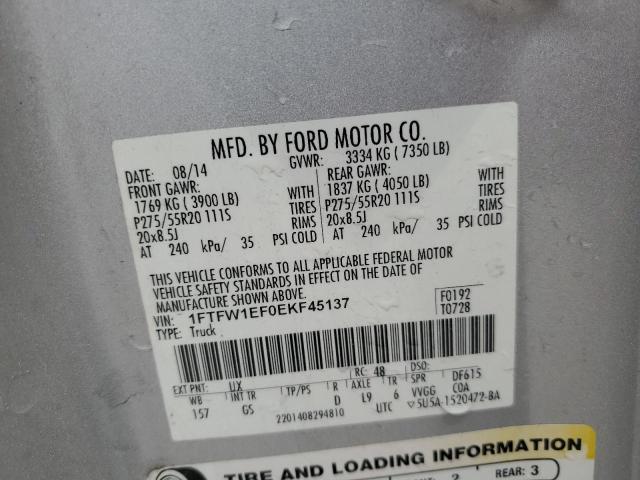 MFD. BY FORD MOTOR CO.
DATE: 08/14 GVWR: 3334 KG ( 7350 LB)
FRONT GAWR: REAR GAWR:
1769 KG ( 3900 LB) WITH 1837 KG ( 4050 LB) WITH
P275/55R20 111S TIRES P275/55R20 111S TIRES
20x8.5J RIMS 20x8.5J RIMS
AT 240 kPa/ 35 PSI COLD AT 240 kPa/ 35 PSI COLD
THIS VEHICLE CONFORMS TO ALL APPLICABLE FEDERAL MOTOR
VEHICLE SAFETY STANDARDS IN EFFECT ON THE DATE OF
MANUFACTURE SHOWN ABOVE.
VIN: 1FTFW1EF0EKF45137 F0192
TYPE: Truck T0728
EXT PNT: UX RC: 48 DSO:
WB INT TR TP/PS R AXLE TR SPR DF615
157 GS D L9 6 VVGG COA
2201408294810 UTC ▽5U5A-1520472-BA
TIRE AND LOADING INFORMATION
2 REAR: 3